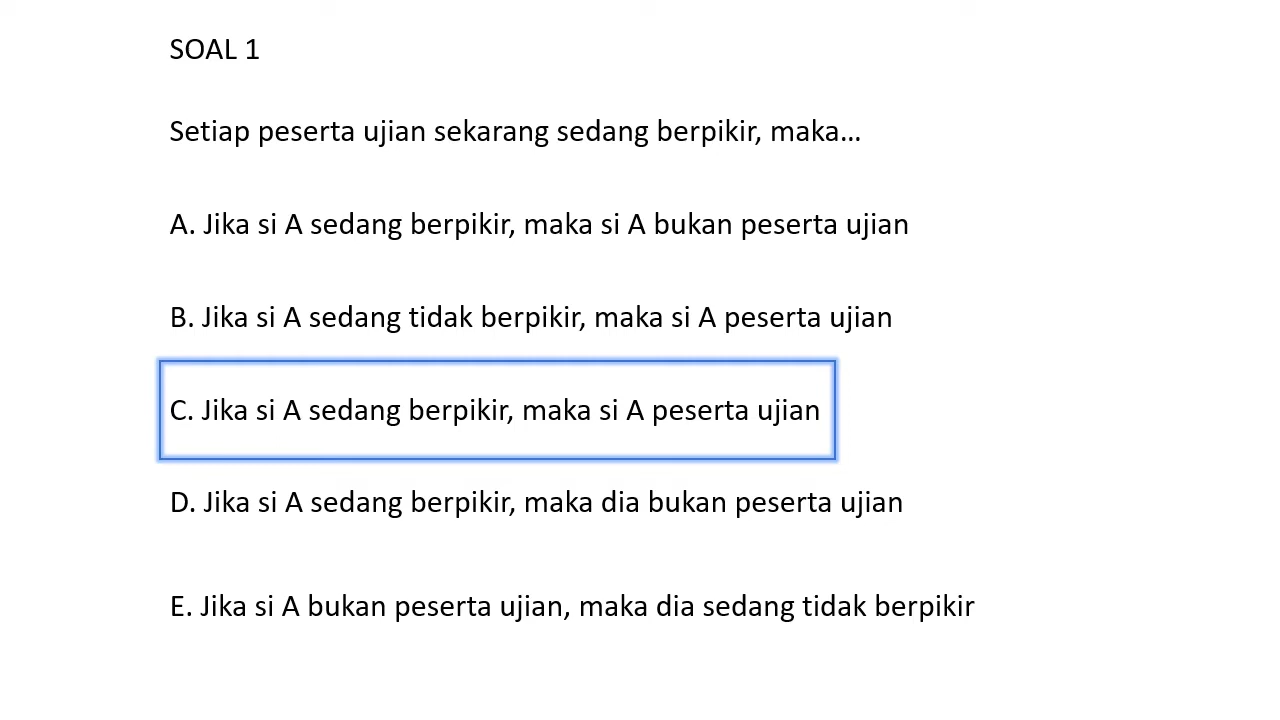 SOAL 1
Setiap peserta ujian sekarang sedang berpikir, maka...
A. Jika si A sedang berpikir, maka si A bukan peserta ujian
B. Jika si A sedang tidak berpikir, maka si A peserta ujian
C. Jika si A sedang berpikir, maka si A peserta ujian
D. Jika si A sedang berpikir, maka dia bukan peserta ujian
E. Jika si A bukan peserta ujian, maka dia sedang tidak berpikir